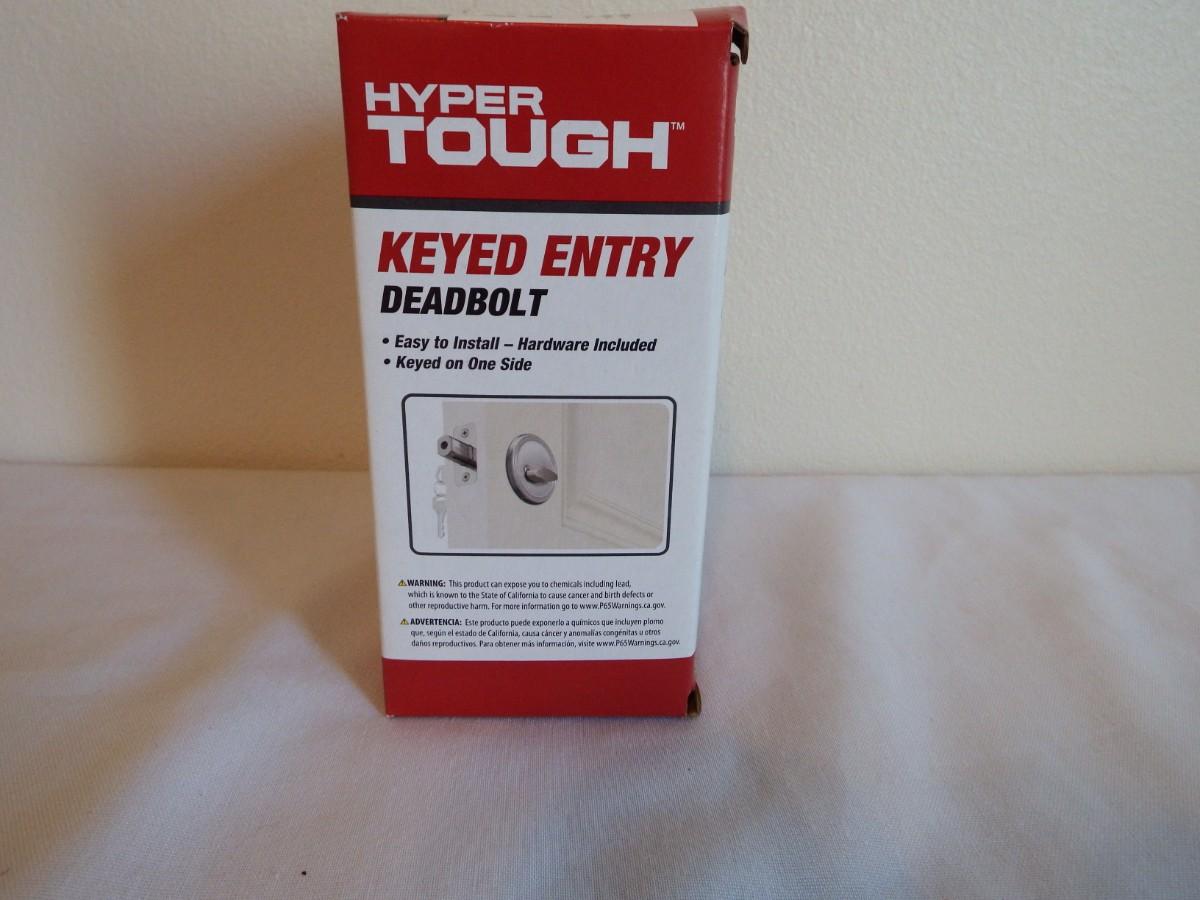 HYPER
TOUGH™
KEYED ENTRY
DEADBOLT
• Easy to Install – Hardware Included
• Keyed on One Side
⚠WARNING: This product can expose you to chemicals including lead,
which is known to the State of California to cause cancer and birth defects or
other reproductive harm. For more information go to www.P65Warnings.ca.gov.
⚠ADVERTENCIA: Este producto puede exponerlo a químicos que incluyen plomo
que, según el estado de California, causa cáncer y anomalías congénitas u otros
daños reproductivos. Para obtener más información, visite www.P65Warnings.ca.gov.